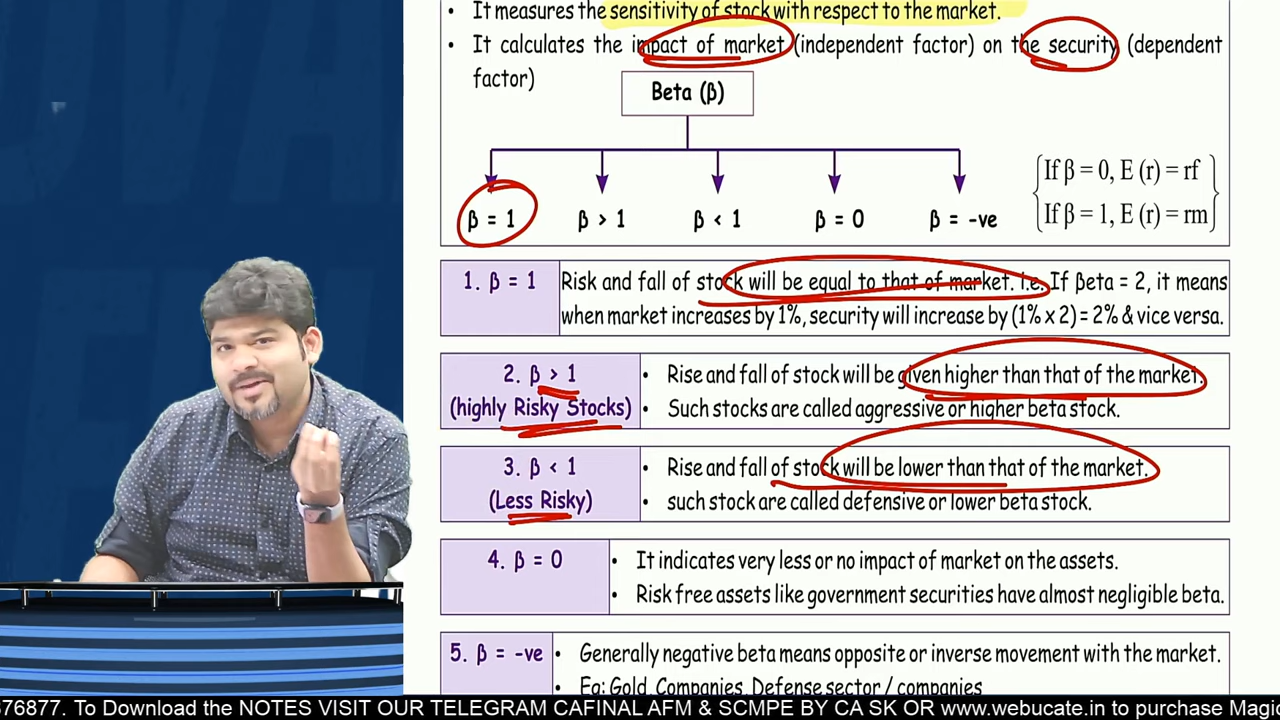 • It measures the sensitivity of stock with respect to the market.
• It calculates the impact of market (independent factor) on the security (dependent
factor)
Beta (β)
β = 1 β > 1 β < 1 β = 0 β = -ve
If β = 0, E (r) = rf
If β = 1, E (r) = rm
1. β = 1 Risk and fall of stock will be equal to that of market. i.e. If βeta = 2, it means
when market increases by 1%, security will increase by (1% x 2) = 2% & vice versa.
2. β > 1
(highly Risky Stocks)
• Rise and fall of stock will be given higher than that of the market.
• Such stocks are called aggressive or higher beta stock.
3. β < 1
(Less Risky)
• Rise and fall of stock will be lower than that of the market.
• such stock are called defensive or lower beta stock.
4. β = 0
• It indicates very less or no impact of market on the assets.
• Risk free assets like government securities have almost negligible beta.
5. β = -ve
• Generally negative beta means opposite or inverse movement with the market.
• Eg: Gold Companies, Defense sector / companies
76877. To Download the NOTES VISIT OUR TELEGRAM CAFINAL AFM & SCMPE BY CA SK OR www.webucate.in to purchase Magic